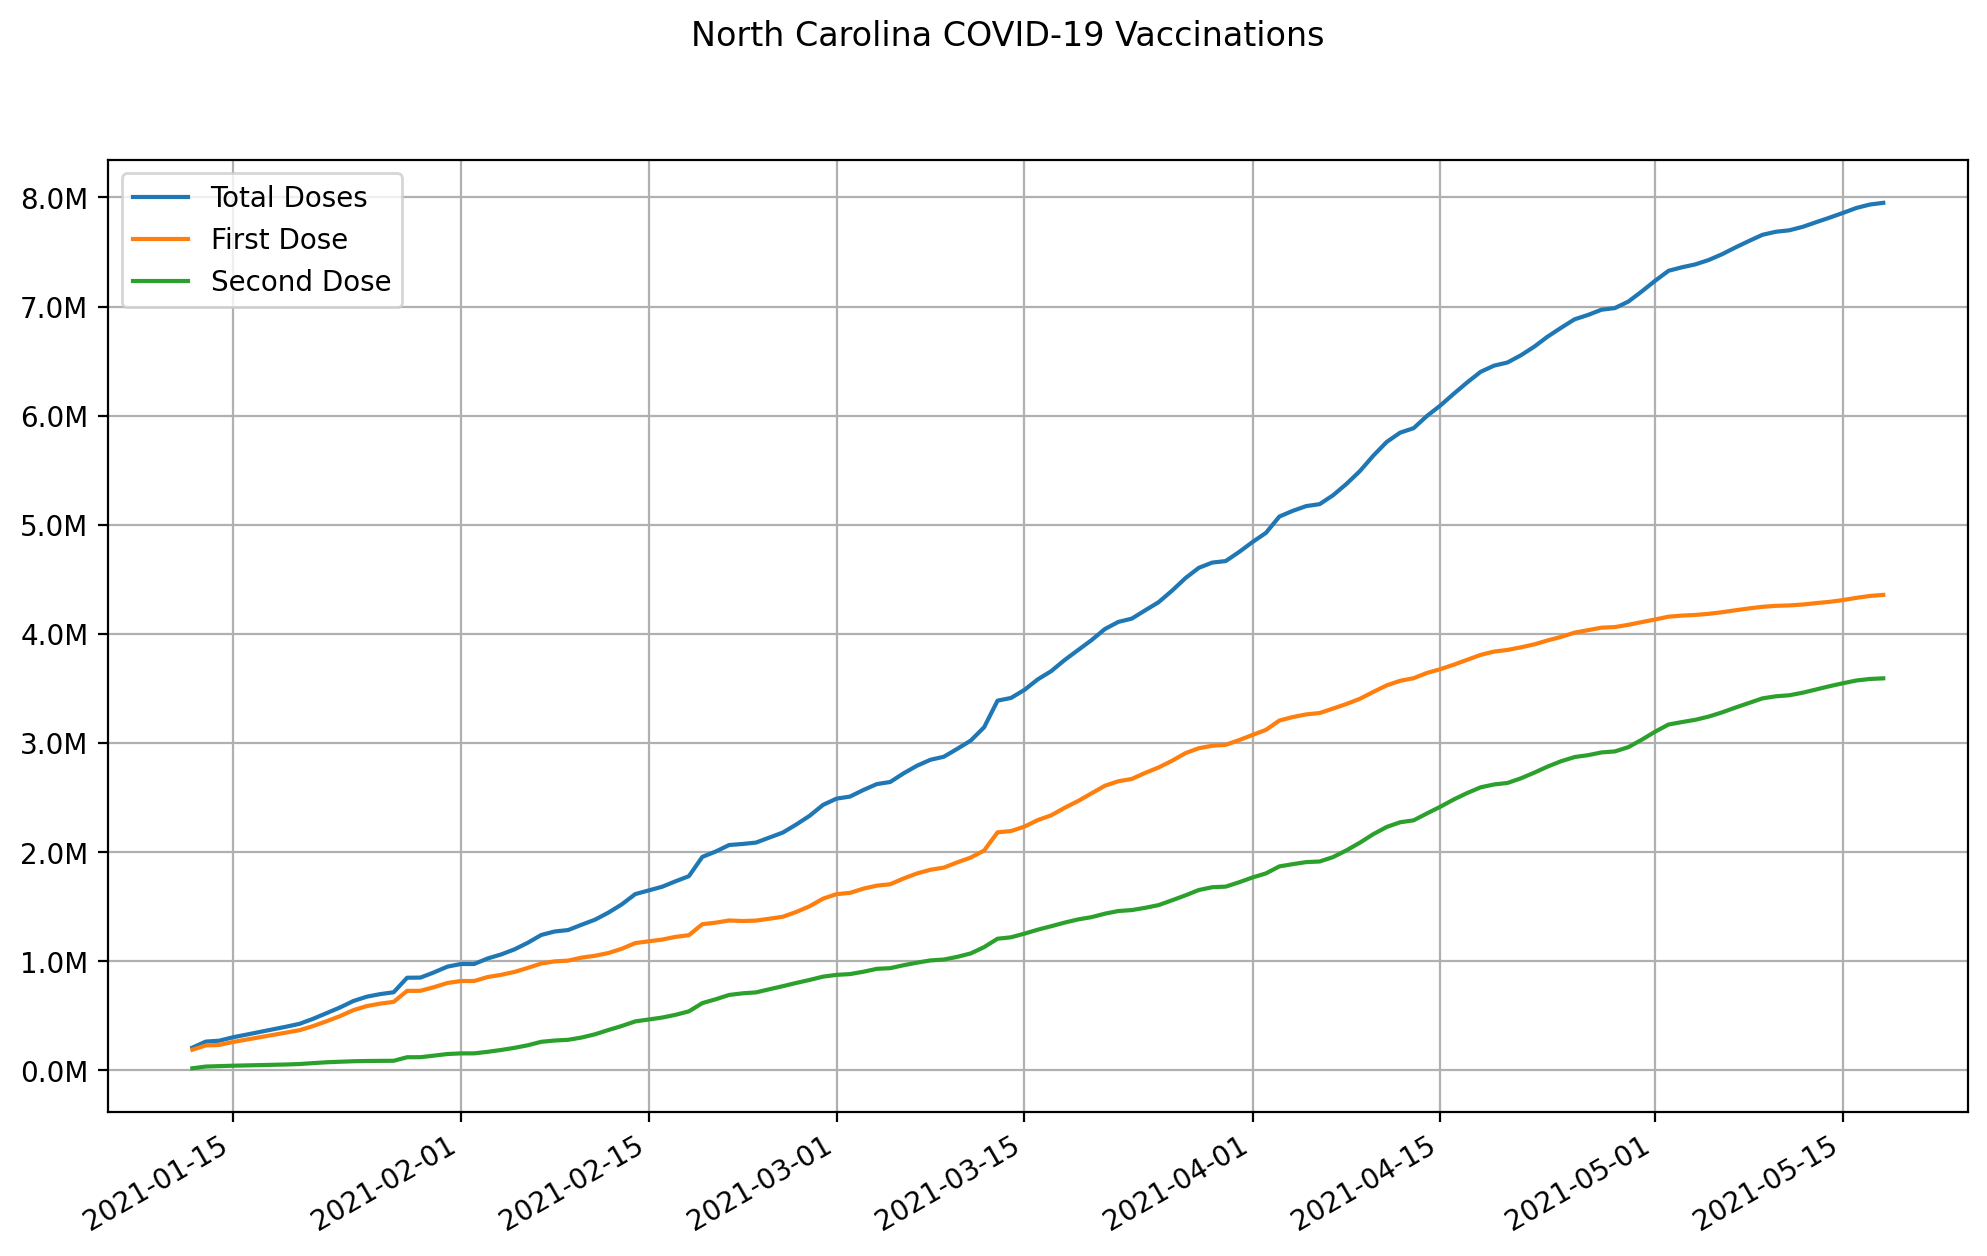 North Carolina COVID-19 Vaccinations
8.0M
7.0M
6.0M
5.0M
4.0M
3.0M
2.0M
1.0M
0.0M
Total Doses
First Dose
Second Dose
2021-01-15
2021-02-01
2021-02-15
2021-03-01
2021-03-15
2021-04-01
2021-04-15
2021-05-01
2021-05-15